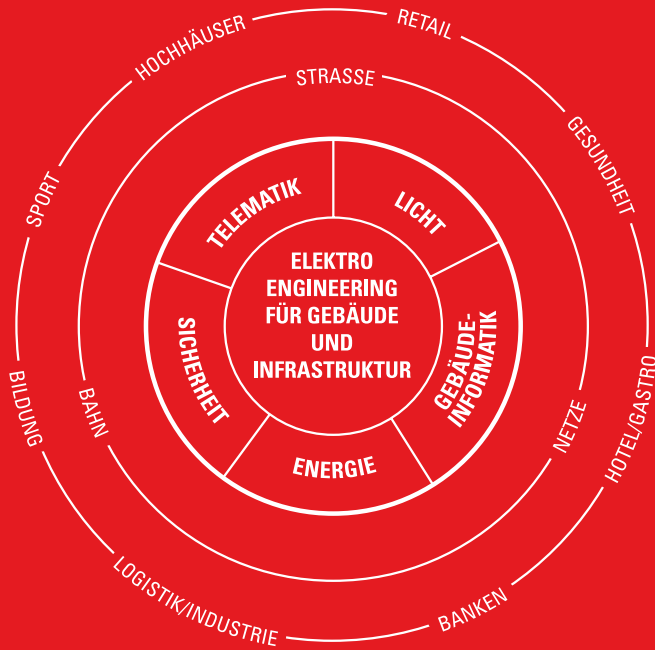 HOCHHÄUSER
RETAIL
GESUNDHEIT
HOTEL/GASTRO
BANKEN
LOGISTIK/INDUSTRIE
BILDUNG
SPORT
STRASSE
NETZE
BAHN
TELEMATIK
LICHT
GEBÄUDE-
INFORMATIK
ENERGIE
SICHERHEIT
ELEKTRO
ENGINEERING
FÜR GEBÄUDE
UND
INFRASTRUKTUR